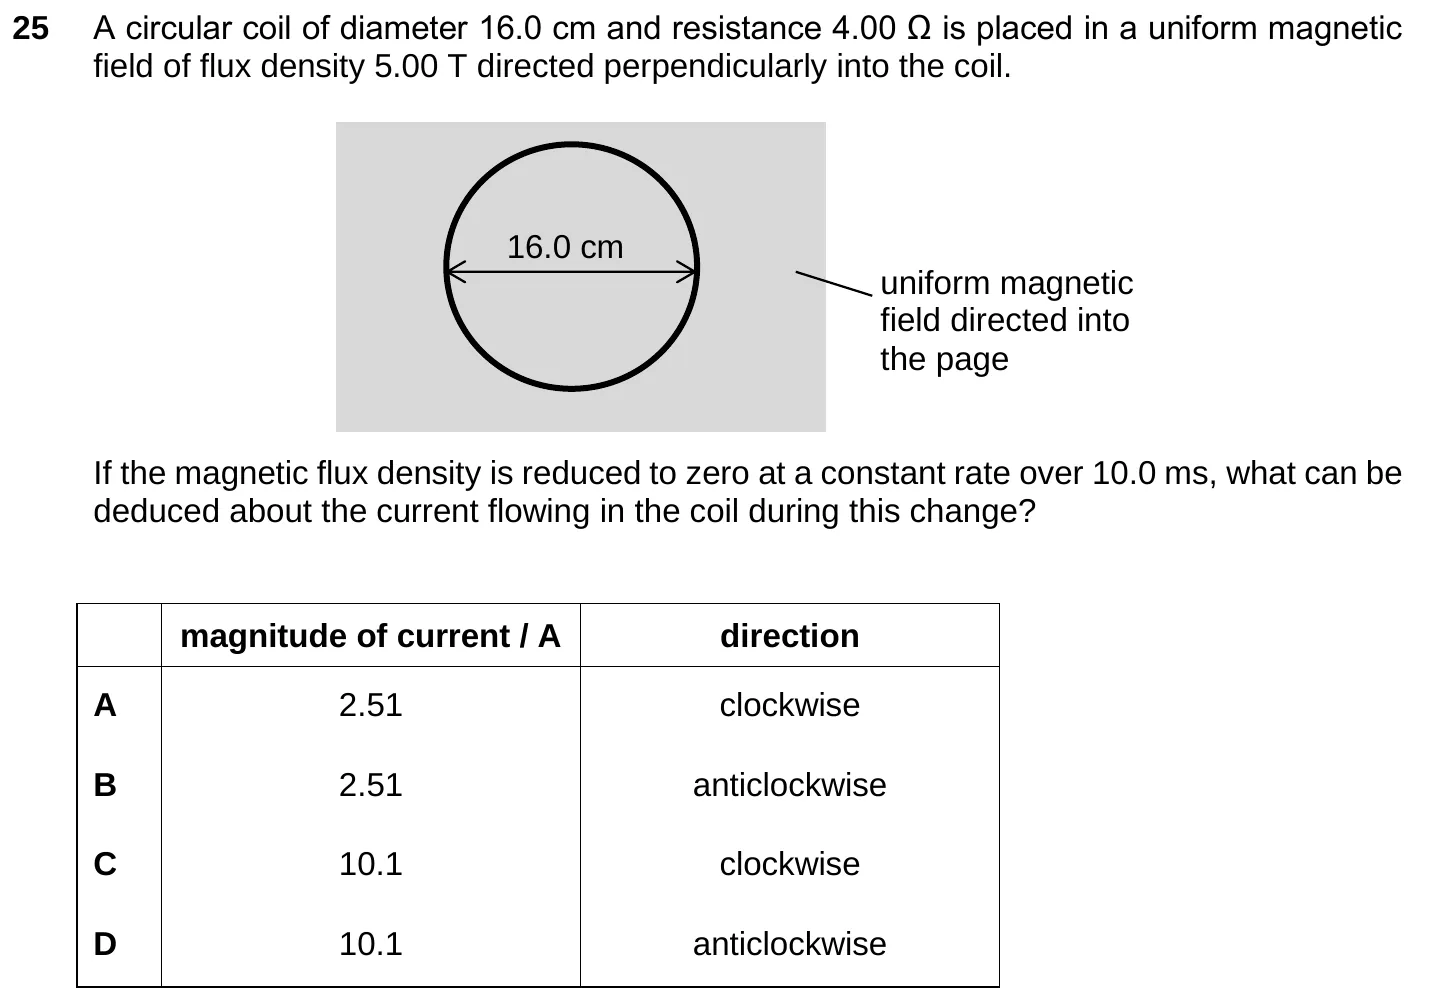 25 A circular coil of diameter 16.0 cm and resistance 4.00 Ω is placed in a uniform magnetic
field of flux density 5.00 T directed perpendicularly into the coil.
16.0 cm
uniform magnetic
field directed into
the page
If the magnetic flux density is reduced to zero at a constant rate over 10.0 ms, what can be
deduced about the current flowing in the coil during this change?
magnitude of current / A direction
A 2.51 clockwise
B 2.51 anticlockwise
C 10.1 clockwise
D 10.1 anticlockwise